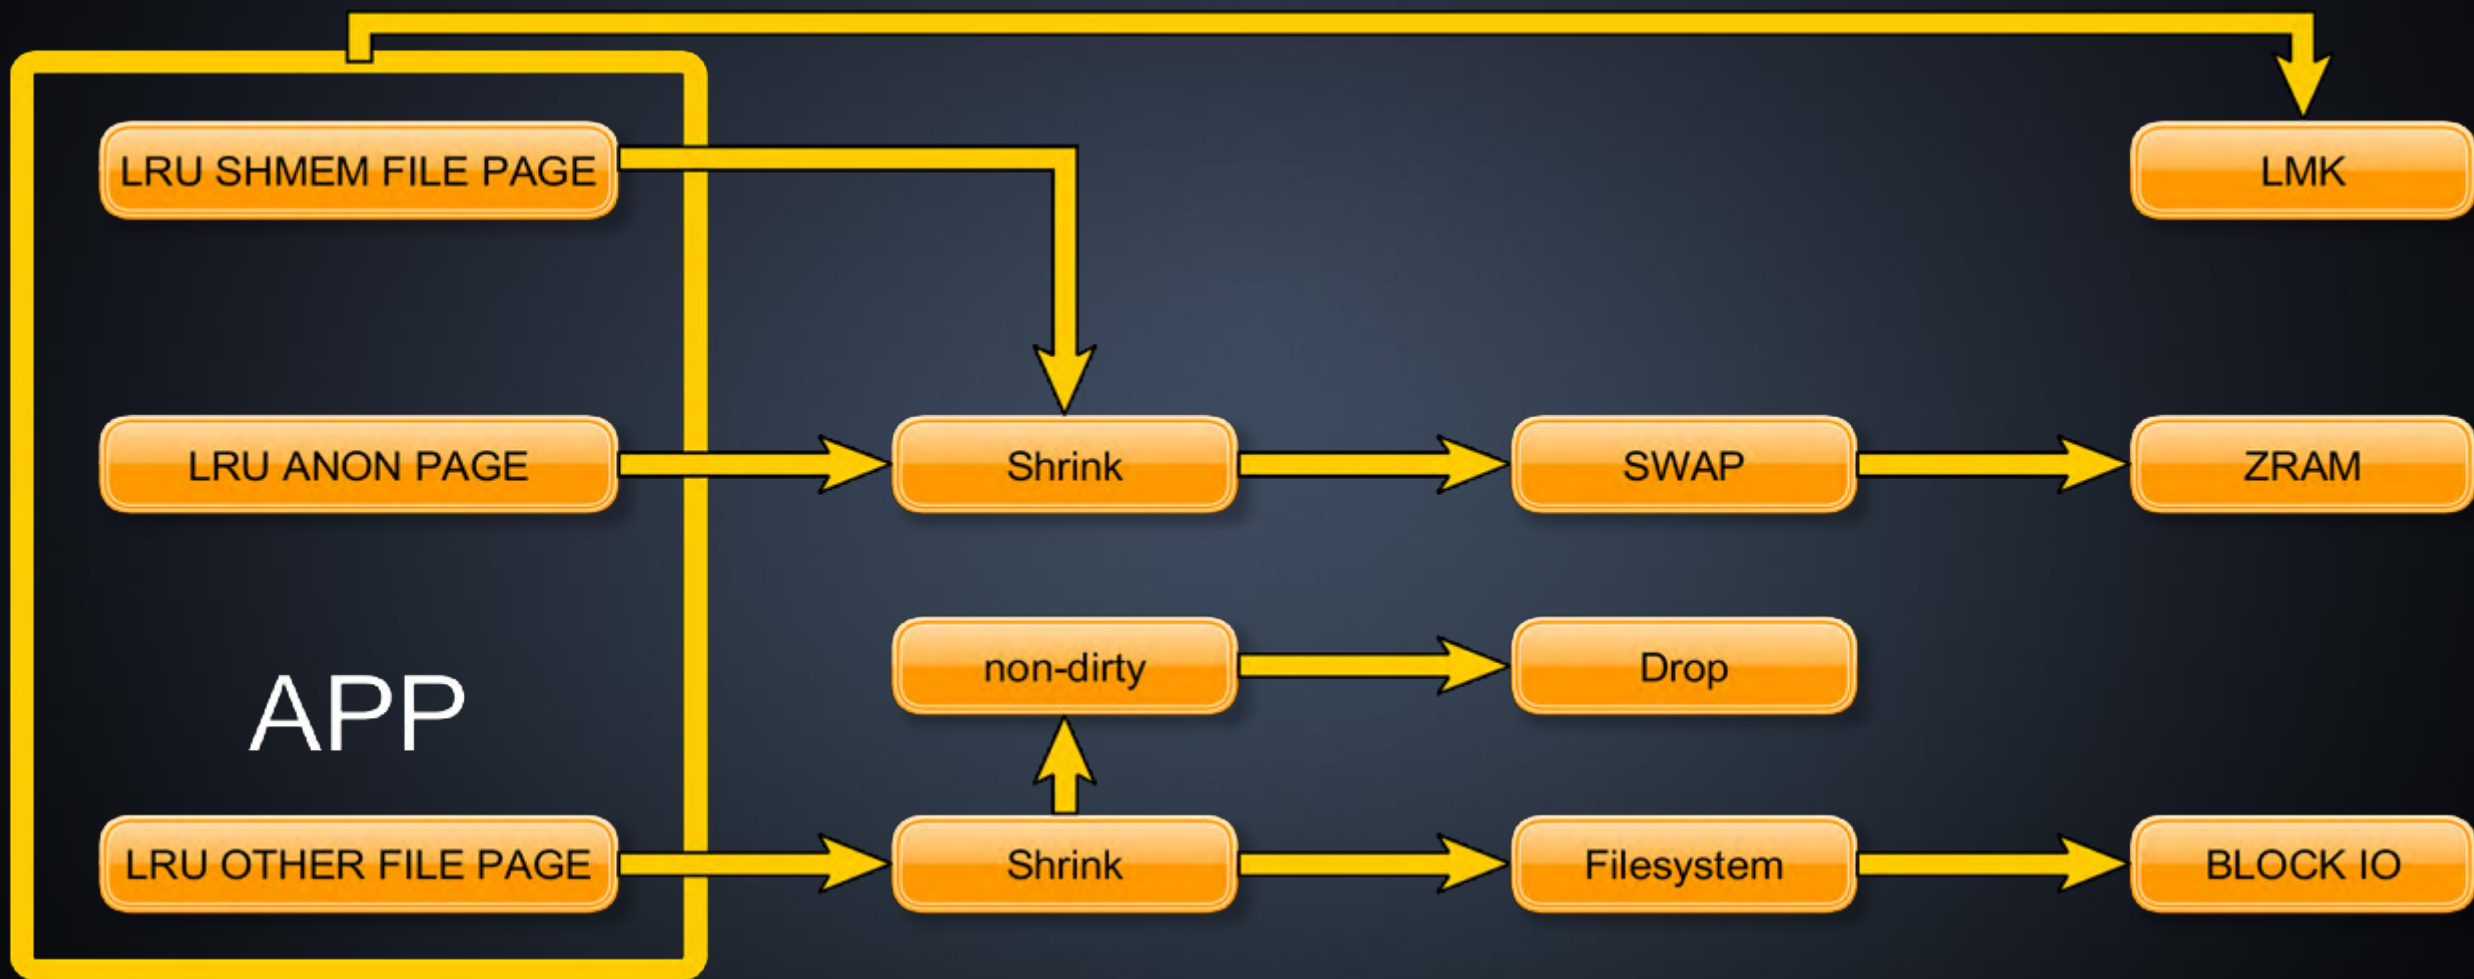 LRU SHMEM FILE PAGE
LMK
LRU ANON PAGE
Shrink
SWAP
ZRAM
non-dirty
Drop
APP
LRU OTHER FILE PAGE
Shrink
Filesystem
BLOCK IO